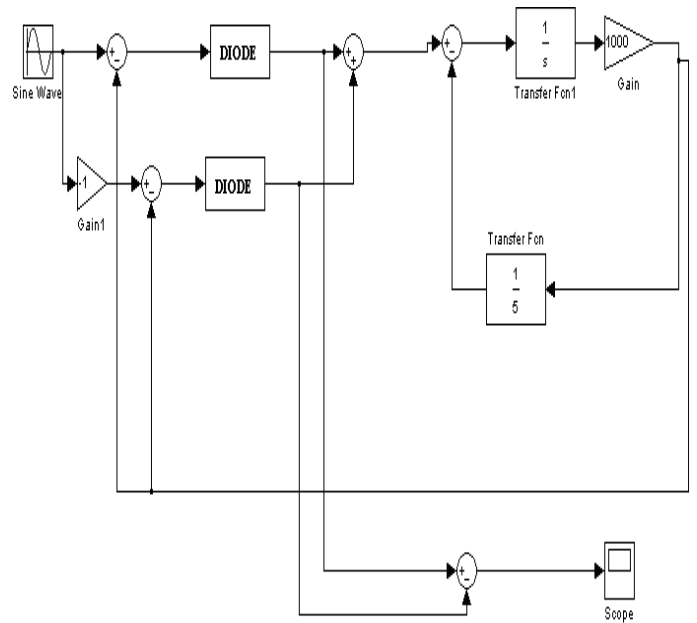 Sine Wave
DIODE
1
s
Transfer Fcn1
1000
Gain
-1
Gain1
DIODE
Transfer Fcn
1
5
Scope